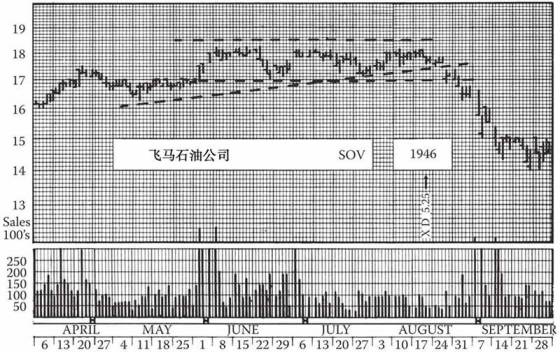 19
18
17
16
15
14
13
飞马石油公司 SOV 1946
X D 5.25
Sales
100's
250
200
150
100
50
APRIL MAY JUNE JULY AUGUST SEPTEMBER
6 13 20 27 4 11 18 25 1 8 15 22 29 6 13 20 27 3 10 17 24 31 7 14 21 28